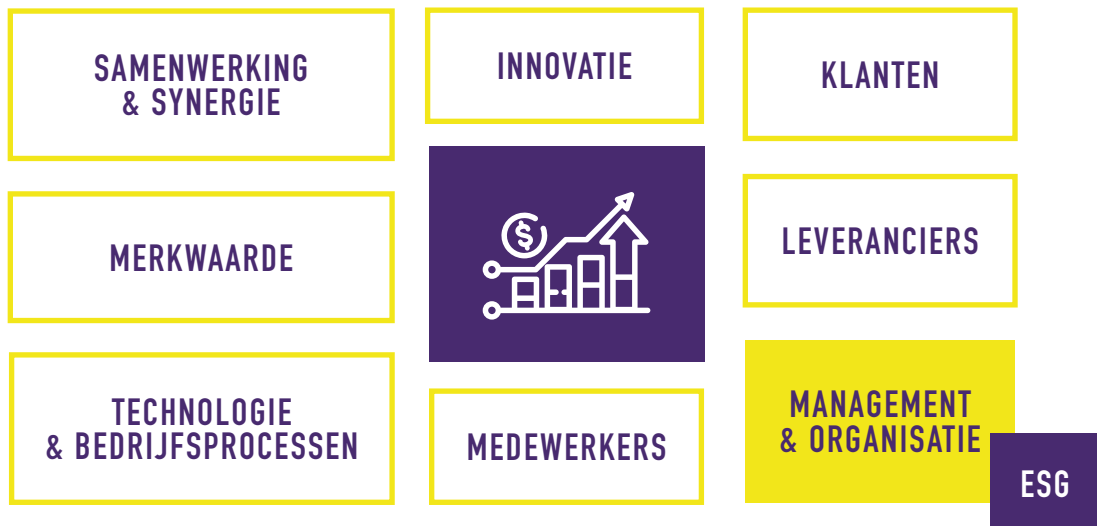 SAMENWERKING
& SYNERGIE
INNOVATIE
KLANTEN
MERKWAARDE
$
LEVERANCIERS
TECHNOLOGIE
& BEDRIJFSPROCESSEN
MEDEWERKERS
MANAGEMENT
& ORGANISATIE
ESG